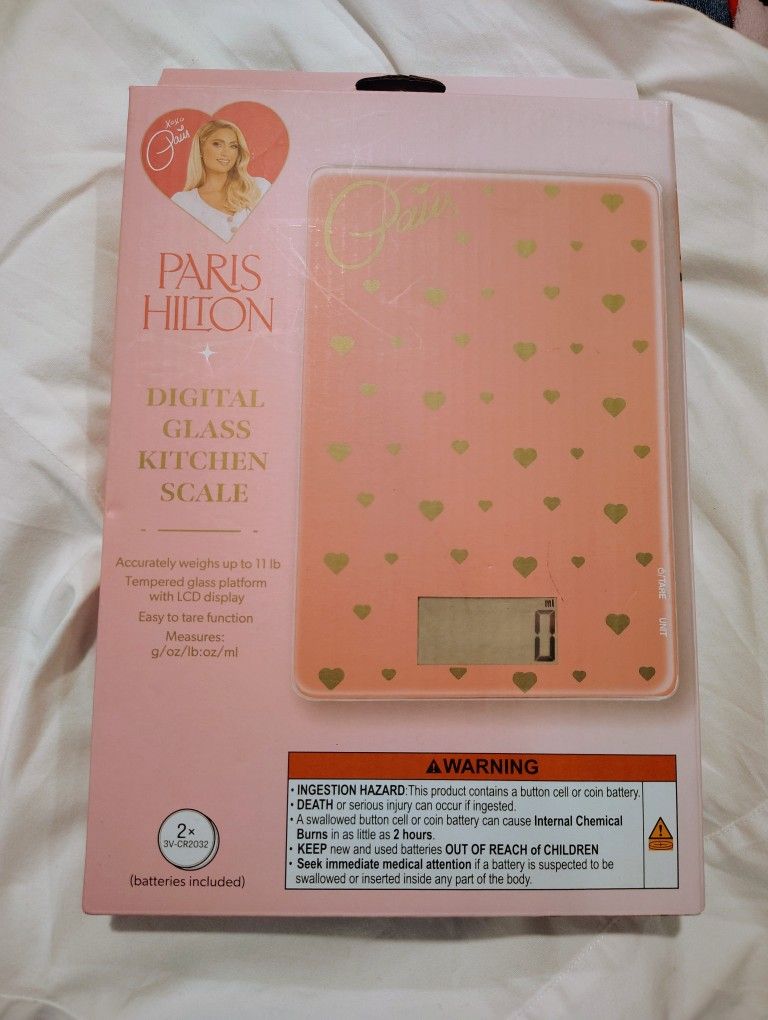 xoxo
Paris
PARIS
HILTON
DIGITAL
GLASS
KITCHEN
SCALE
Accurately weighs up to 11 lb
Tempered glass platform
with LCD display
Easy to tare function
Measures:
g/oz/lb:oz/ml
2×
3V-CR2032
(batteries included)
Paris
ml
0
TARE
UNIT
WARNING
• INGESTION HAZARD:This product contains a button cell or coin battery.
• DEATH or serious injury can occur if ingested.
• A swallowed button cell or coin battery can cause Internal Chemical
Burns in as little as 2 hours.
• KEEP new and used batteries OUT OF REACH of CHILDREN
• Seek immediate medical attention if a battery is suspected to be
swallowed or inserted inside any part of the body.